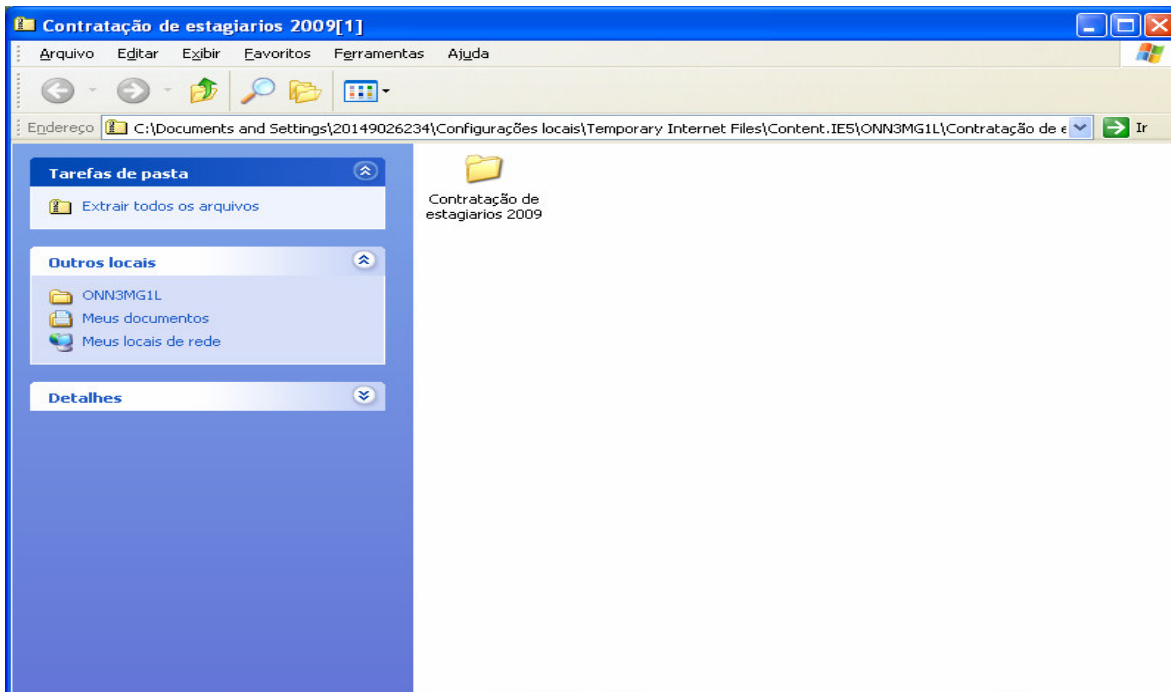 Contratação de estagiarios 2009[1]
Arquivo Editar Exibir Favoritos Ferramentas Ajuda
Endereço C:\Documents and Settings\20149026234\Configurações locais\Temporary Internet Files\Content.IE5\ONN3MG1L\Contratação de e Ir
Tarefas de pasta
Extrair todos os arquivos
Outros locais
ONN3MG1L
Meus documentos
Meus locais de rede
Detalhes
Contratação de
estagiarios 2009